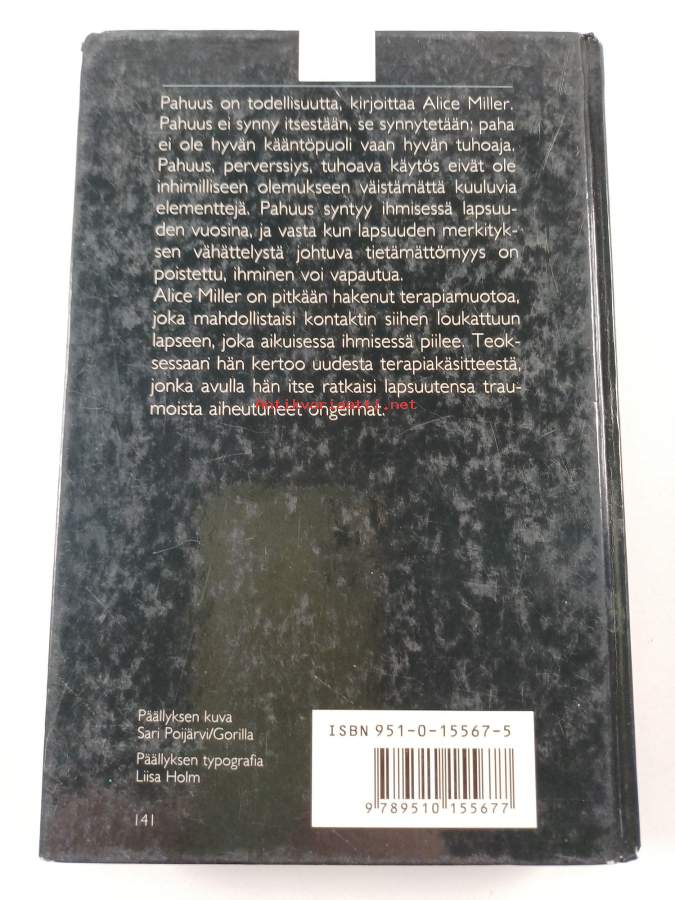 Pahuus on todellisuutta, kirjoittaa Alice Miller.
Pahuus ei synny itsestään, se synnytetään; paha
ei ole hyvän kääntöpuoli vaan hyvän tuhoaja.
Pahuus, perverssiys, tuhoava käytös eivät ole
inhimilliseen olemukseen väistämättä kuuluvia
elementtejä. Pahuus syntyy ihmisessä lapsuu-
den vuosina, ja vasta kun lapsuuden merkityk-
sen vähättelystä johtuva tietämättömyys on
poistettu, ihminen voi vapautua.
Alice Miller on pitkään hakenut terapiamuotoa,
joka mahdollistaisi kontaktin siihen loukattuun
lapseen, joka aikuisessa ihmisessä piilee. Teok-
sessaan hän kertoo uudesta terapiakäsitteestä,
jonka avulla hän itse ratkaisi lapsuutensa trau-
moista aiheutuneet ongelmat.
antikvariaatti.net
Päällyksen kuva
Sari Poijärvi/Gorilla
Päällyksen typografia
Liisa Holm
141
ISBN 951-0-15567-5
9 789510 155677